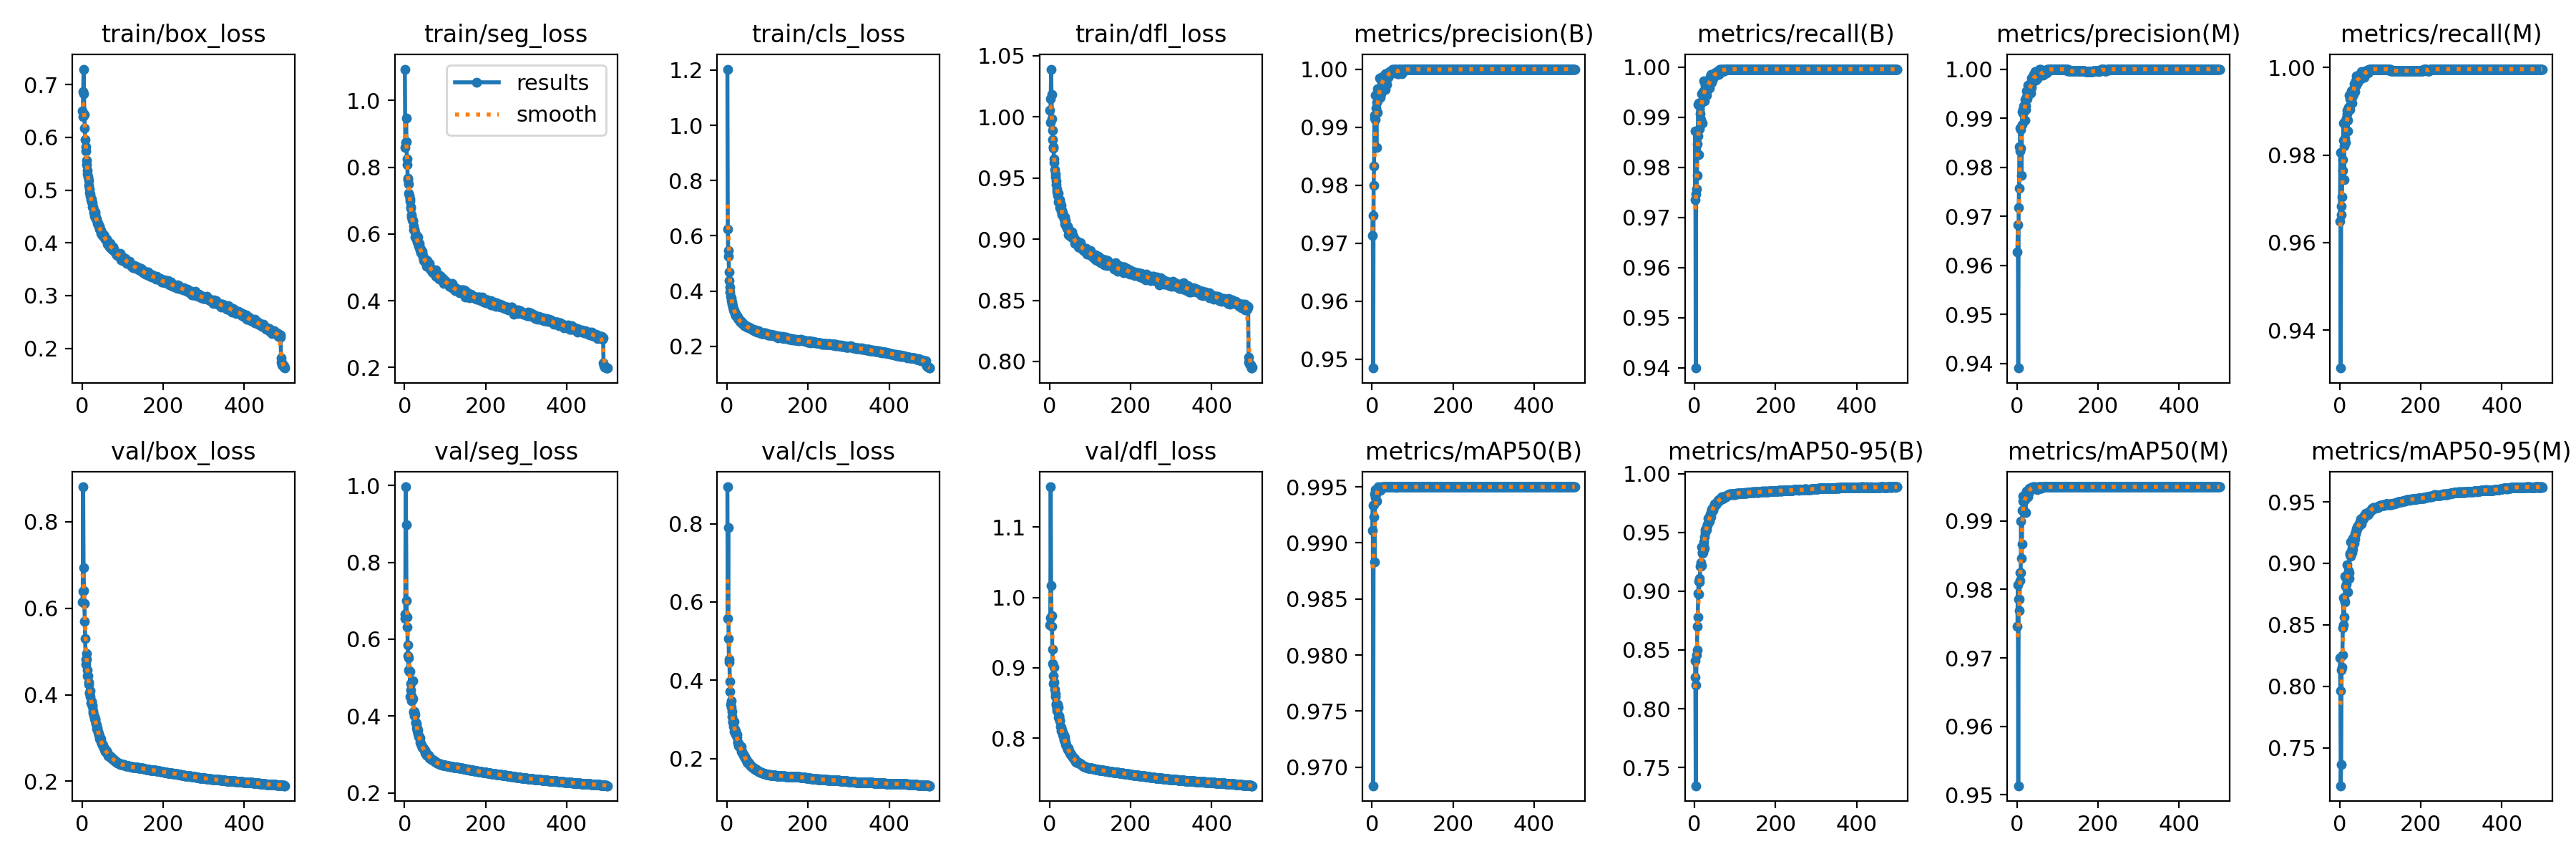 train/box_loss
train/seg_loss
train/cls_loss
train/dfl_loss
metrics/precision(B)
metrics/recall(B)
metrics/precision(M)
metrics/recall(M)
0.7
0.6
0.5
0.4
0.3
0.2
0 200 400
results
smooth
1.0
0.8
0.6
0.4
0.2
0 200 400
1.2
1.0
0.8
0.6
0.4
0.2
0 200 400
1.05
1.00
0.95
0.90
0.85
0.80
0 200 400
1.00
0.99
0.98
0.97
0.96
0.95
0 200 400
1.00
0.99
0.98
0.97
0.96
0.95
0.94
0 200 400
1.00
0.99
0.98
0.97
0.96
0.95
0.94
0 200 400
1.00
0.98
0.96
0.94
0 200 400
val/box_loss
val/seg_loss
val/cls_loss
val/dfl_loss
metrics/mAP50(B)
metrics/mAP50-95(B)
metrics/mAP50(M)
metrics/mAP50-95(M)
0.8
0.6
0.4
0.2
0 200 400
1.0
0.8
0.6
0.4
0.2
0 200 400
0.8
0.6
0.4
0.2
0 200 400
1.1
1.0
0.9
0.8
0 200 400
0.995
0.990
0.985
0.980
0.975
0.970
0 200 400
1.00
0.95
0.90
0.85
0.80
0.75
0 200 400
0.99
0.98
0.97
0.96
0.95
0 200 400
0.95
0.90
0.85
0.80
0.75
0 200 400